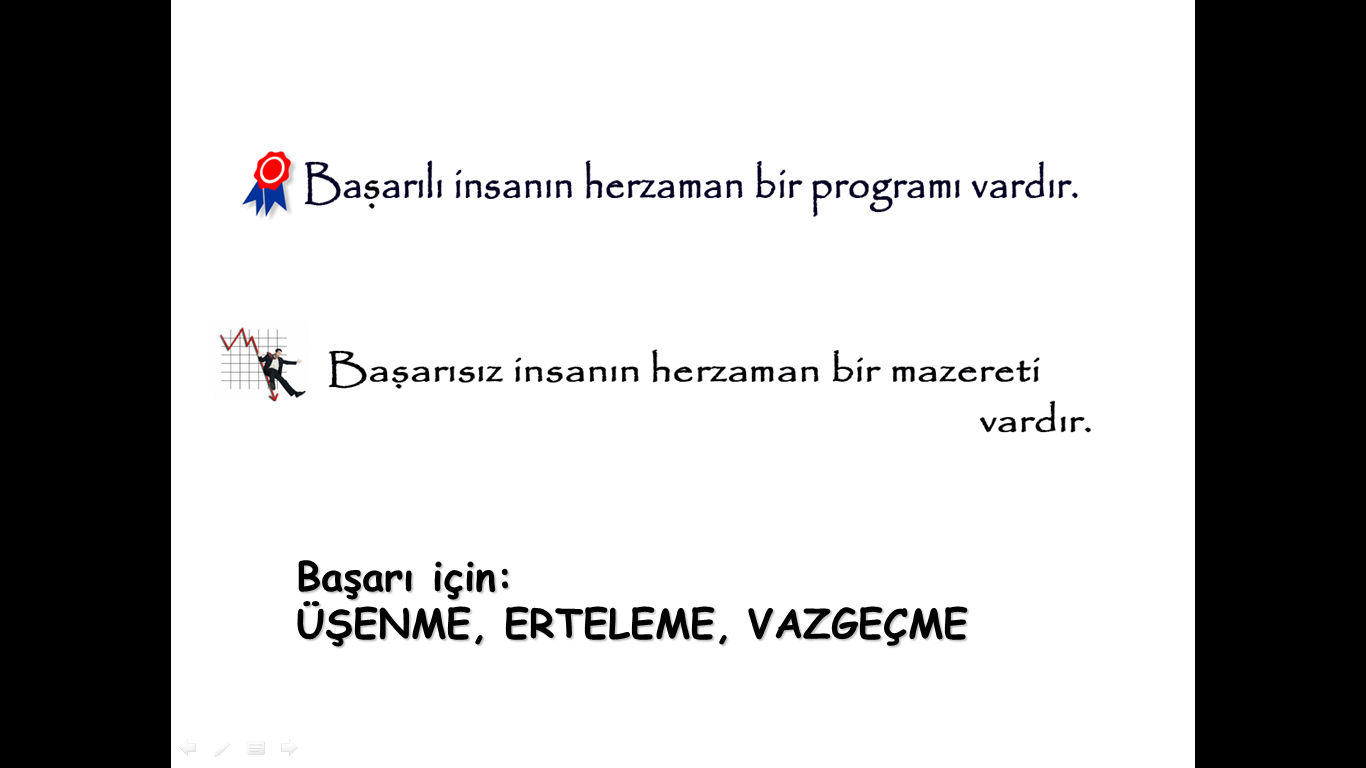 Başarılı insanın herzaman bir programı vardır.
Başarısız insanın herzaman bir mazereti
vardır.
Başarı için:
ÜŞENME, ERTELEME, VAZGEÇME